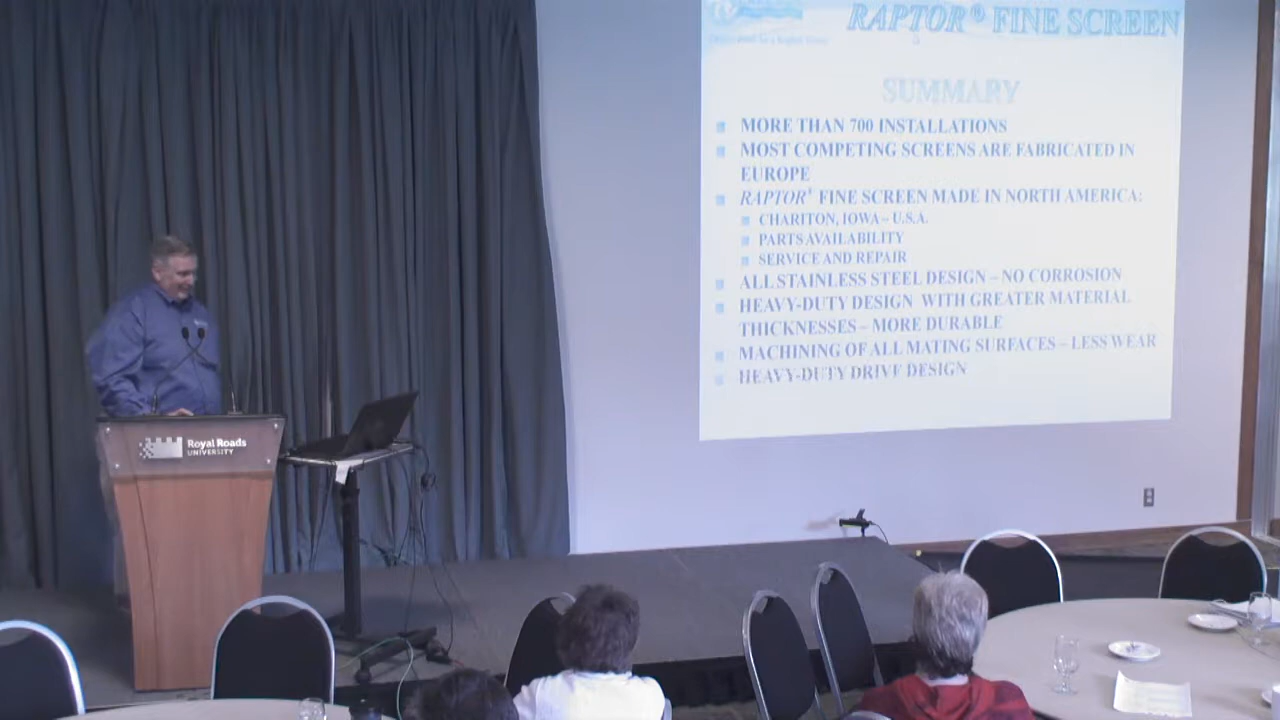 RAPTOR® FINE SCREEN
SUMMARY
MORE THAN 700 INSTALLATIONS
MOST COMPETING SCREENS ARE FABRICATED IN
EUROPE
RAPTOR® FINE SCREEN MADE IN NORTH AMERICA:
CHARITON, IOWA – U.S.A.
PARTS AVAILABILITY
SERVICE AND REPAIR
ALL STAINLESS STEEL DESIGN – NO CORROSION
HEAVY-DUTY DESIGN WITH GREATER MATERIAL
THICKNESSES – MORE DURABLE
MACHINING OF ALL MATING SURFACES – LESS WEAR
HEAVY-DUTY DRIVE DESIGN
Royal Roads
UNIVERSITY